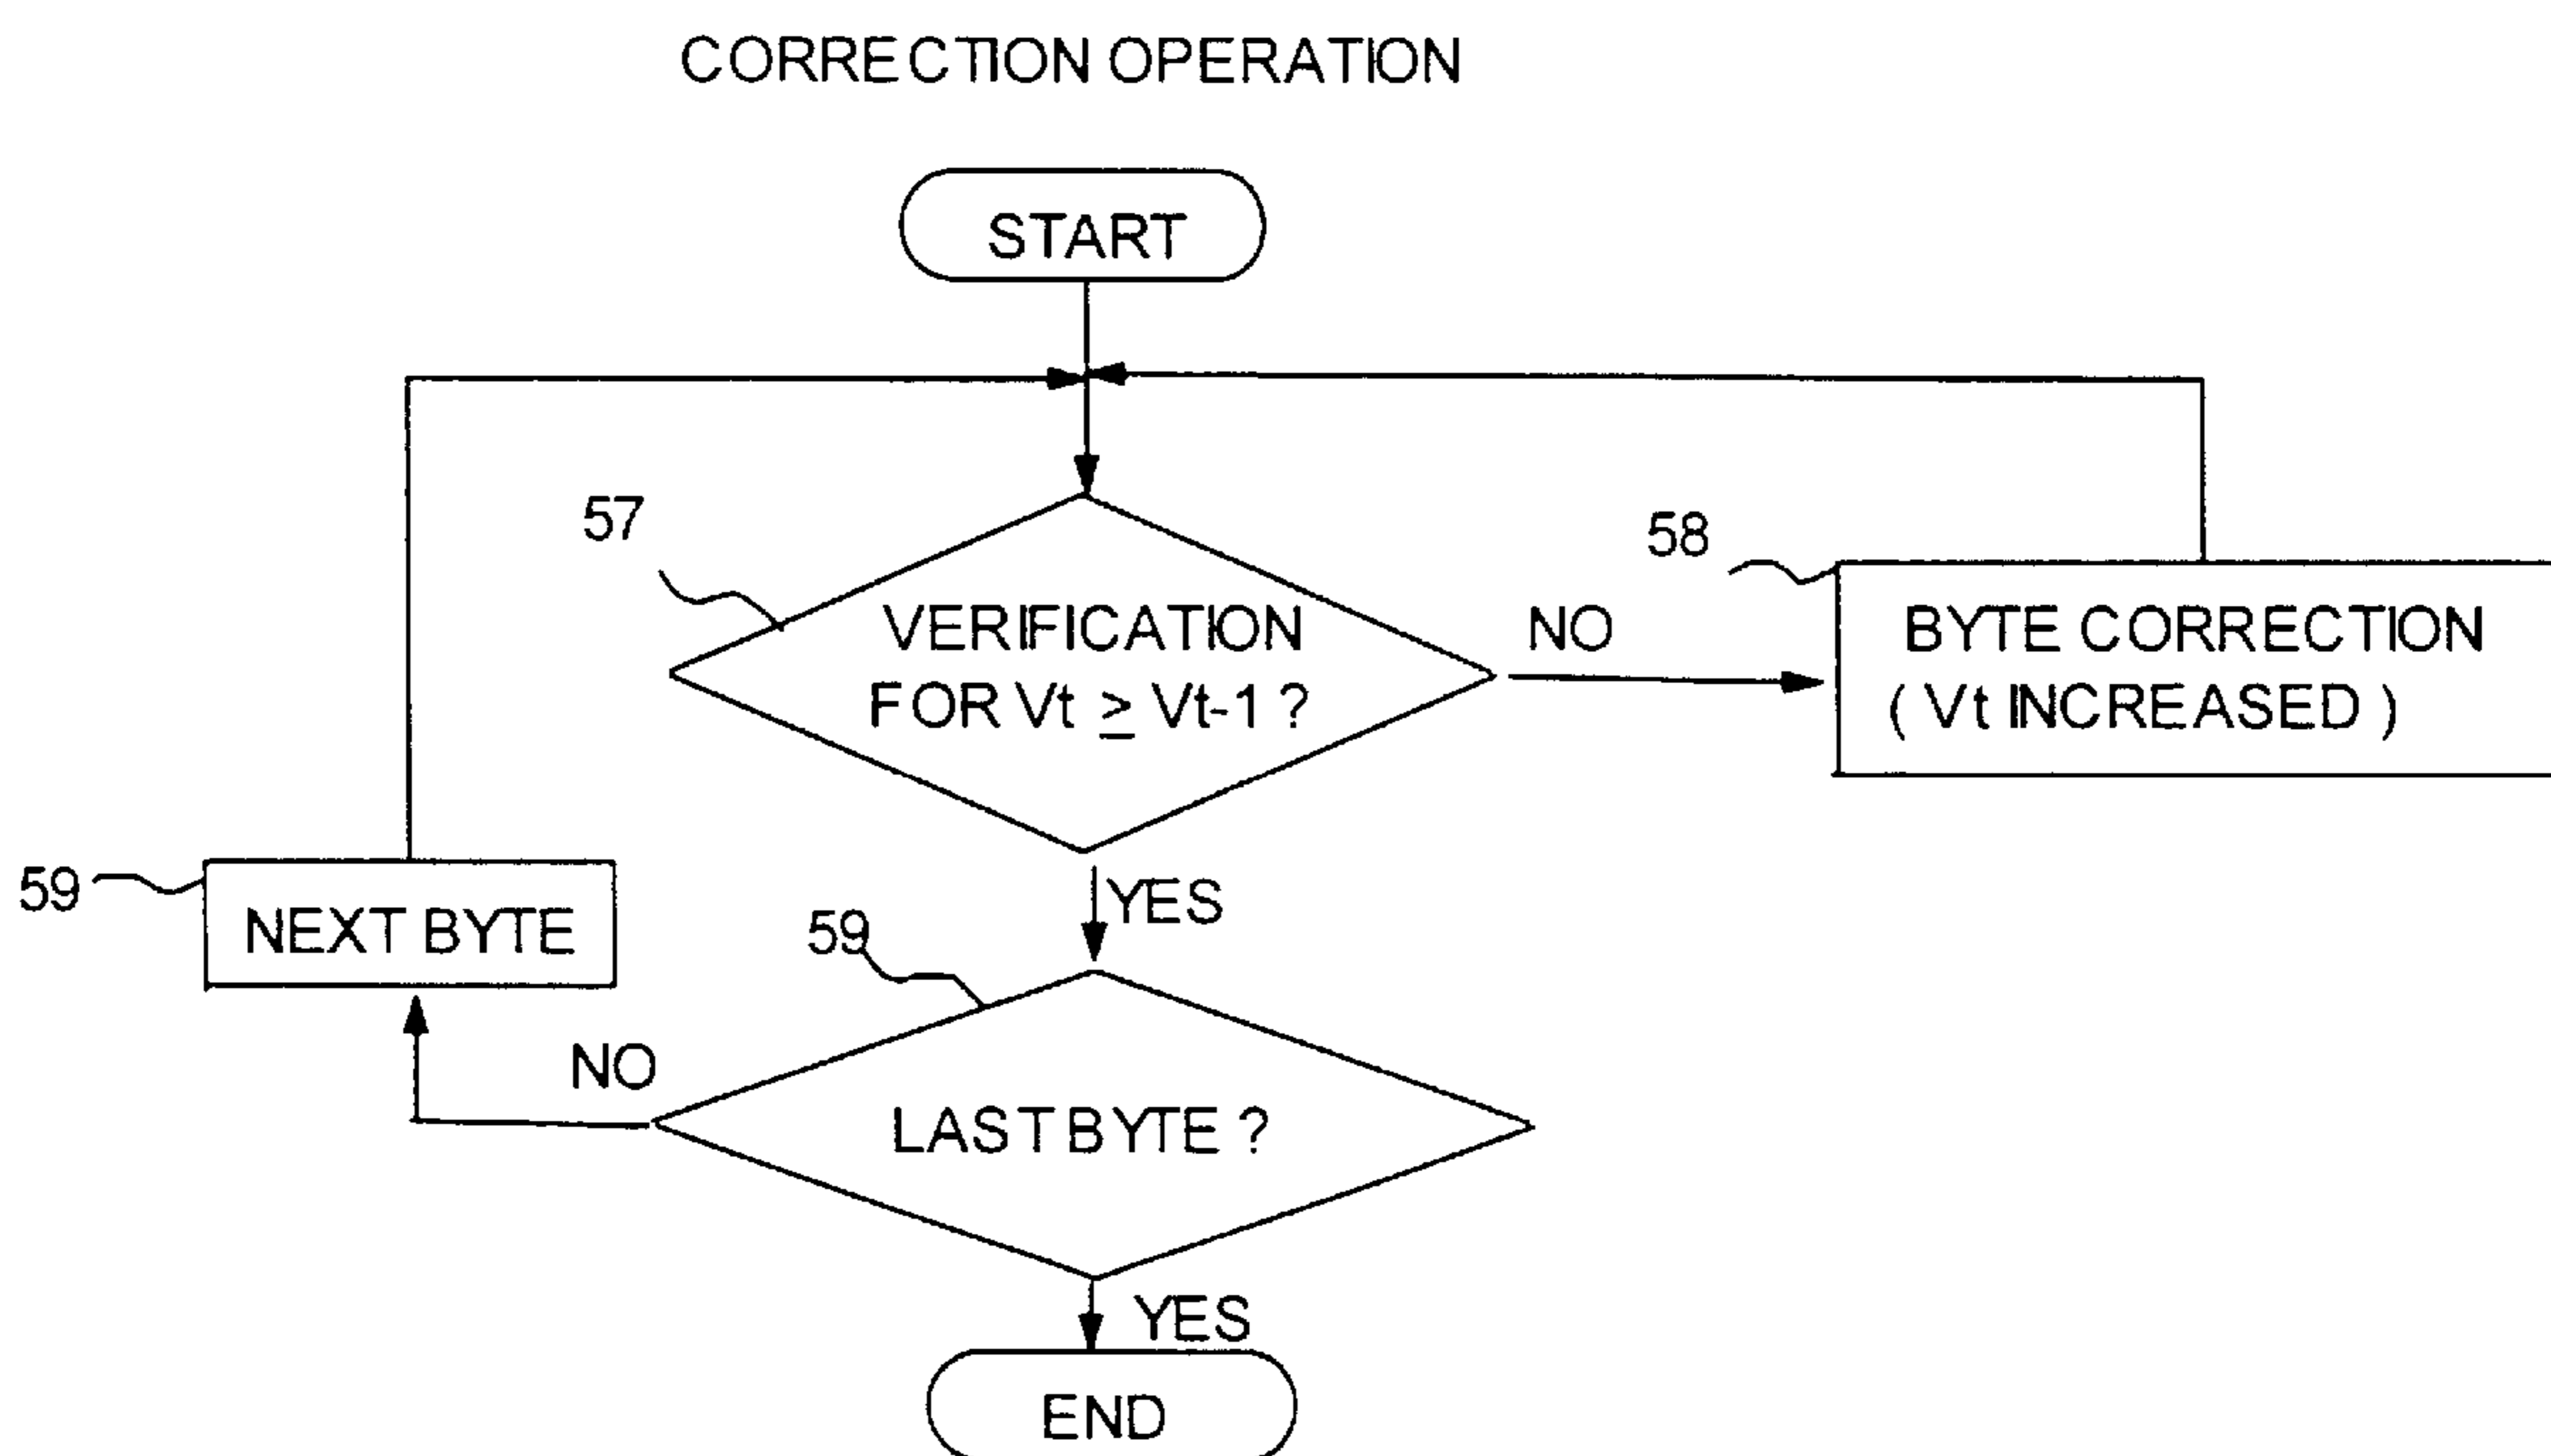 CORRECTION OPERATION
START
57
VERIFICATION
FOR Vt ≥ Vt-1 ?
NO
58
BYTE CORRECTION
( Vt INCREASED )
YES
59
NEXT BYTE
59
NO
LAST BYTE ?
YES
END